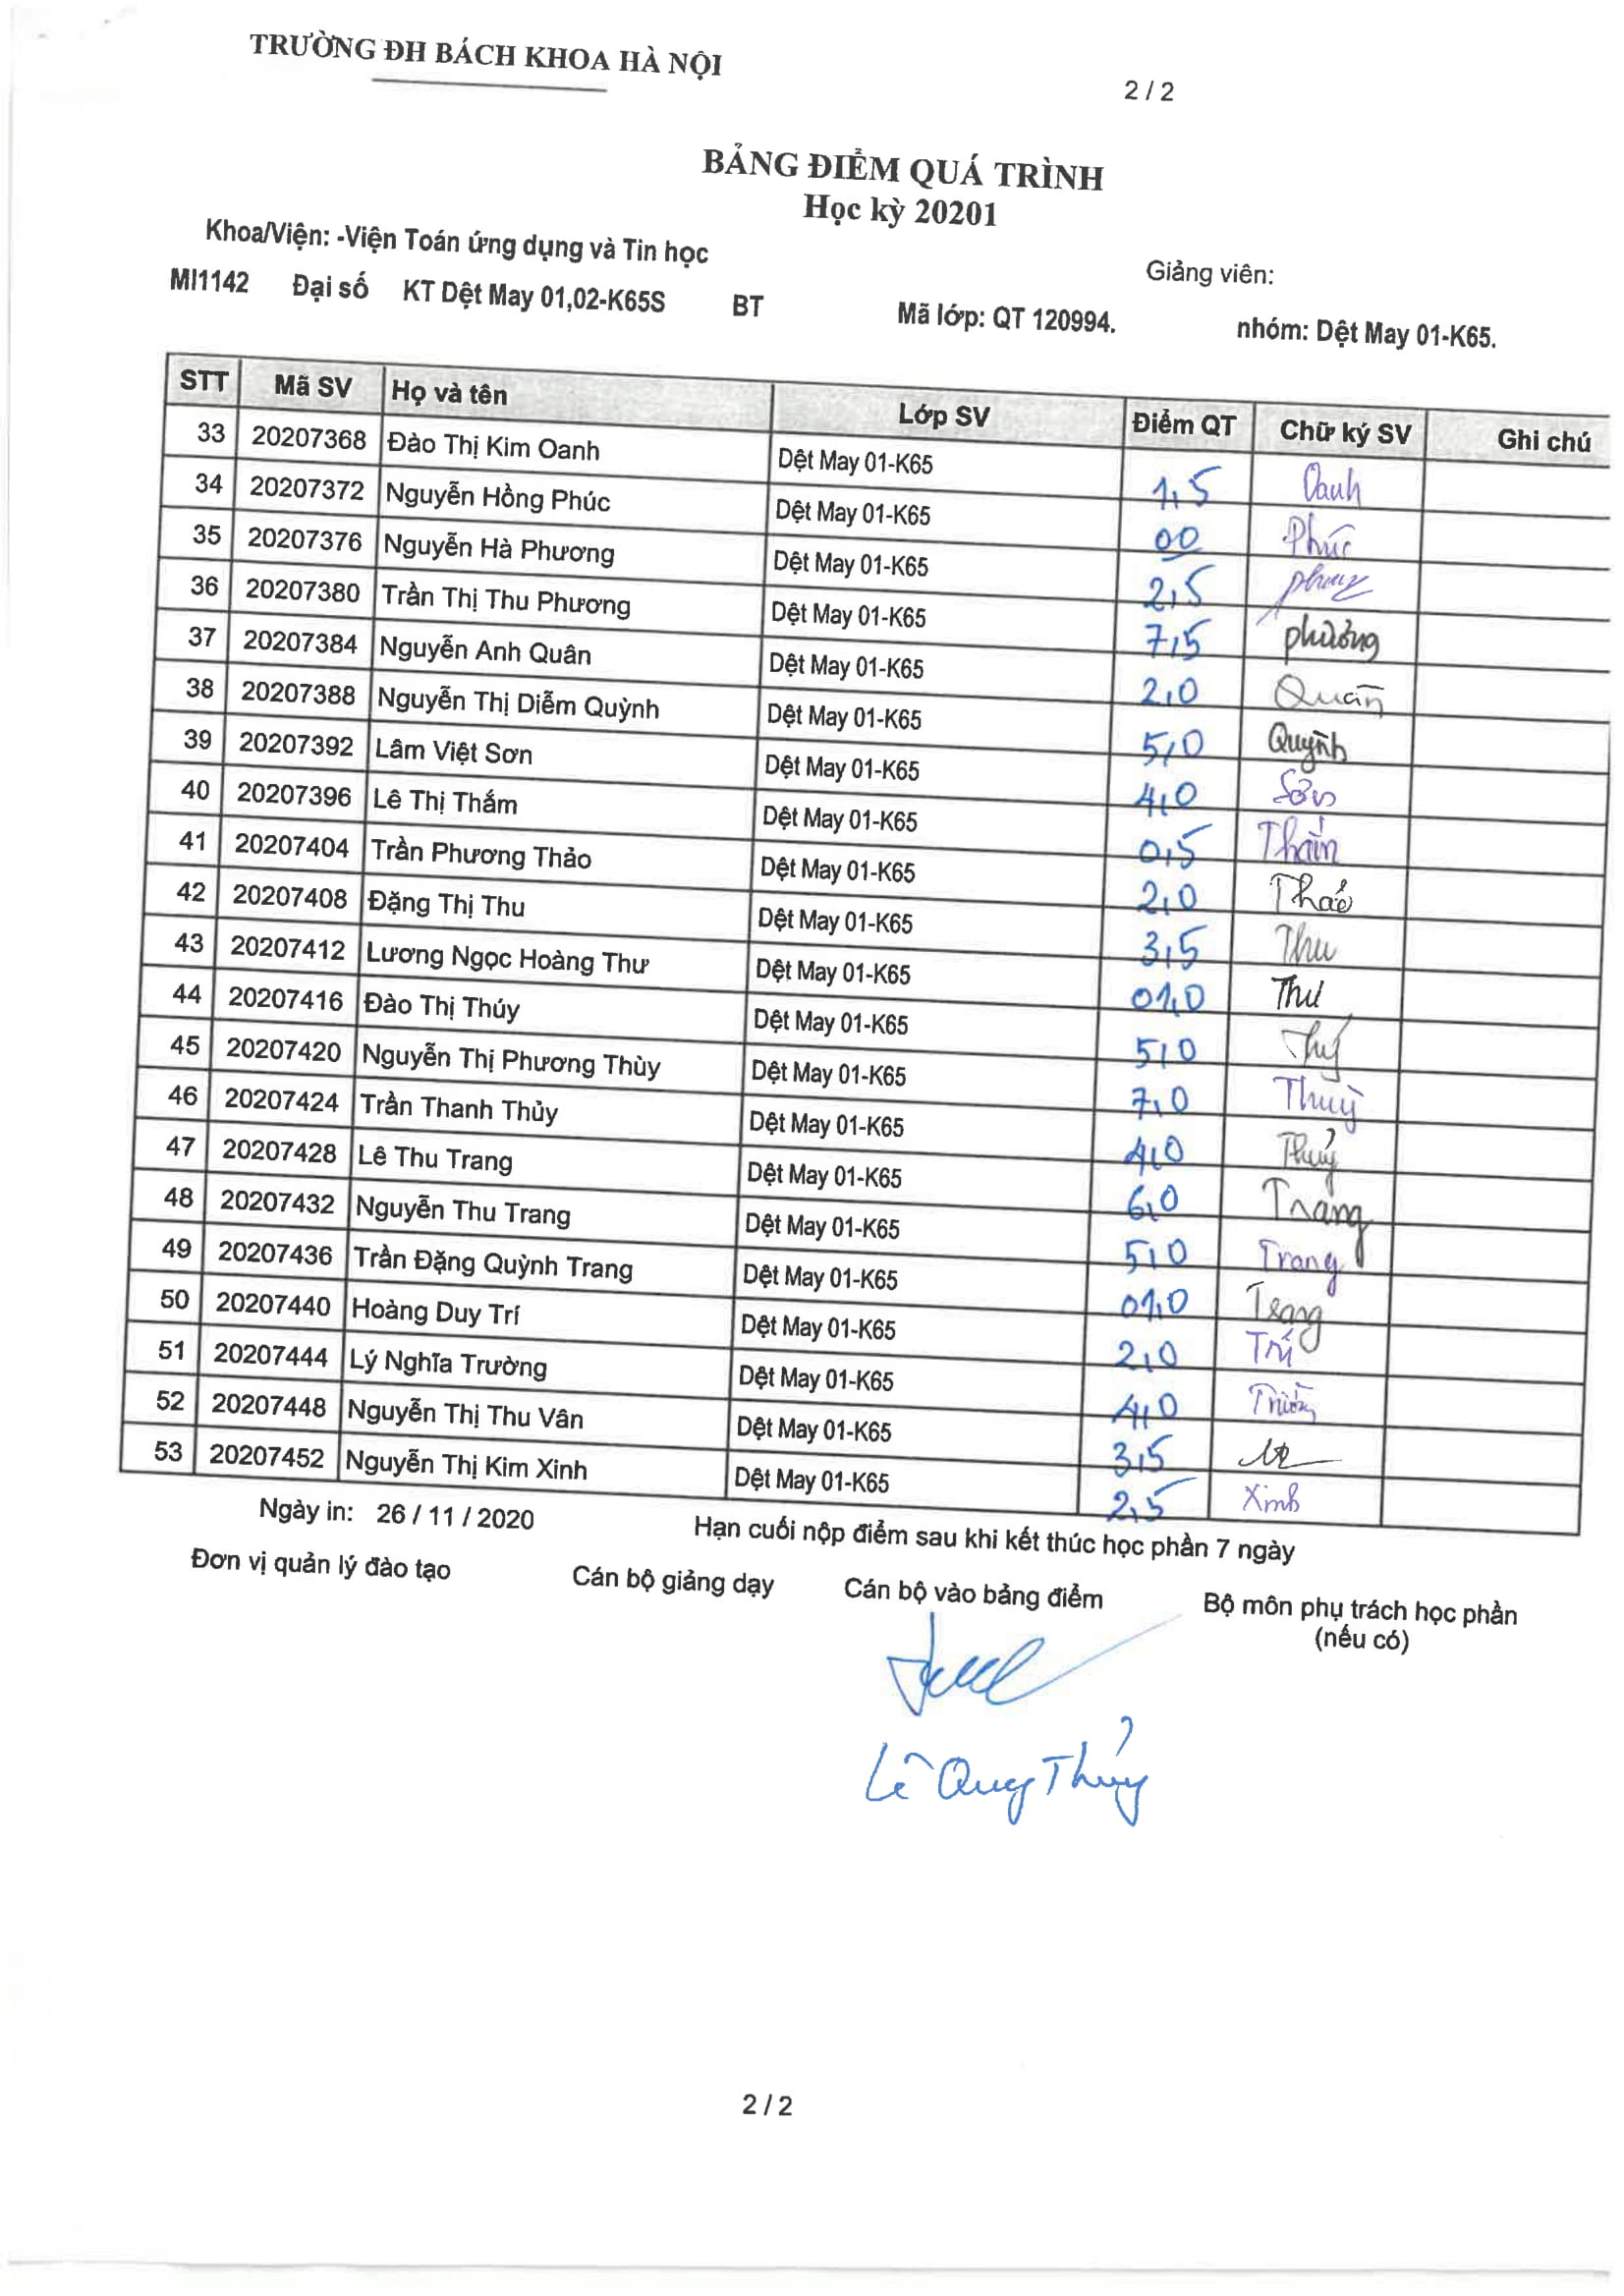 TRƯỜNG ĐH BÁCH KHOA HÀ NỘI
2 / 2
BẢNG ĐIỂM QUÁ TRÌNH
Học kỳ 20201
Khoa/Viện: -Viện Toán ứng dụng và Tin học
Giảng viên:
MI1142 Đại số KT Dệt May 01,02-K65S BT Mã lớp: QT 120994. nhóm: Dệt May 01-K65.
STT Mã SV Họ và tên Lớp SV Điểm QT Chữ ký SV Ghi chú
33 20207368 Đào Thị Kim Oanh Dệt May 01-K65 1,5 Oanh
34 20207372 Nguyễn Hồng Phúc Dệt May 01-K65 00 Phúc
35 20207376 Nguyễn Hà Phương Dệt May 01-K65 2,5
36 20207380 Trần Thị Thu Phương Dệt May 01-K65 7,5 phương
37 20207384 Nguyễn Anh Quân Dệt May 01-K65 2,0 Quân
38 20207388 Nguyễn Thị Diễm Quỳnh Dệt May 01-K65 5,0 Quỳnh
39 20207392 Lâm Việt Sơn Dệt May 01-K65 4,0 Sơn
40 20207396 Lê Thị Thắm Dệt May 01-K65 0,5 Thắm
41 20207404 Trần Phương Thảo Dệt May 01-K65 2,0 Thảo
42 20207408 Đặng Thị Thu Dệt May 01-K65 3,5 Thu
43 20207412 Lương Ngọc Hoàng Thư Dệt May 01-K65 01,0 Thư
44 20207416 Đào Thị Thúy Dệt May 01-K65 5,0
45 20207420 Nguyễn Thị Phương Thùy Dệt May 01-K65 7,0 Thuỳ
46 20207424 Trần Thanh Thủy Dệt May 01-K65 4,0 Thuỷ
47 20207428 Lê Thu Trang Dệt May 01-K65 6,0 Trang
48 20207432 Nguyễn Thu Trang Dệt May 01-K65 5,0 Trang
49 20207436 Trần Đặng Quỳnh Trang Dệt May 01-K65 01,0 Trang
50 20207440 Hoàng Duy Trí Dệt May 01-K65 2,0 Trí
51 20207444 Lý Nghĩa Trường Dệt May 01-K65 4,0
52 20207448 Nguyễn Thị Thu Vân Dệt May 01-K65 3,5
53 20207452 Nguyễn Thị Kim Xinh Dệt May 01-K65 2,5 Xinh
Ngày in: 26 / 11 / 2020
Hạn cuối nộp điểm sau khi kết thúc học phần 7 ngày
Đơn vị quản lý đào tạo Cán bộ giảng dạy Cán bộ vào bảng điểm Bộ môn phụ trách học phần
(nếu có)
Lê Quang Thủy
2 / 2